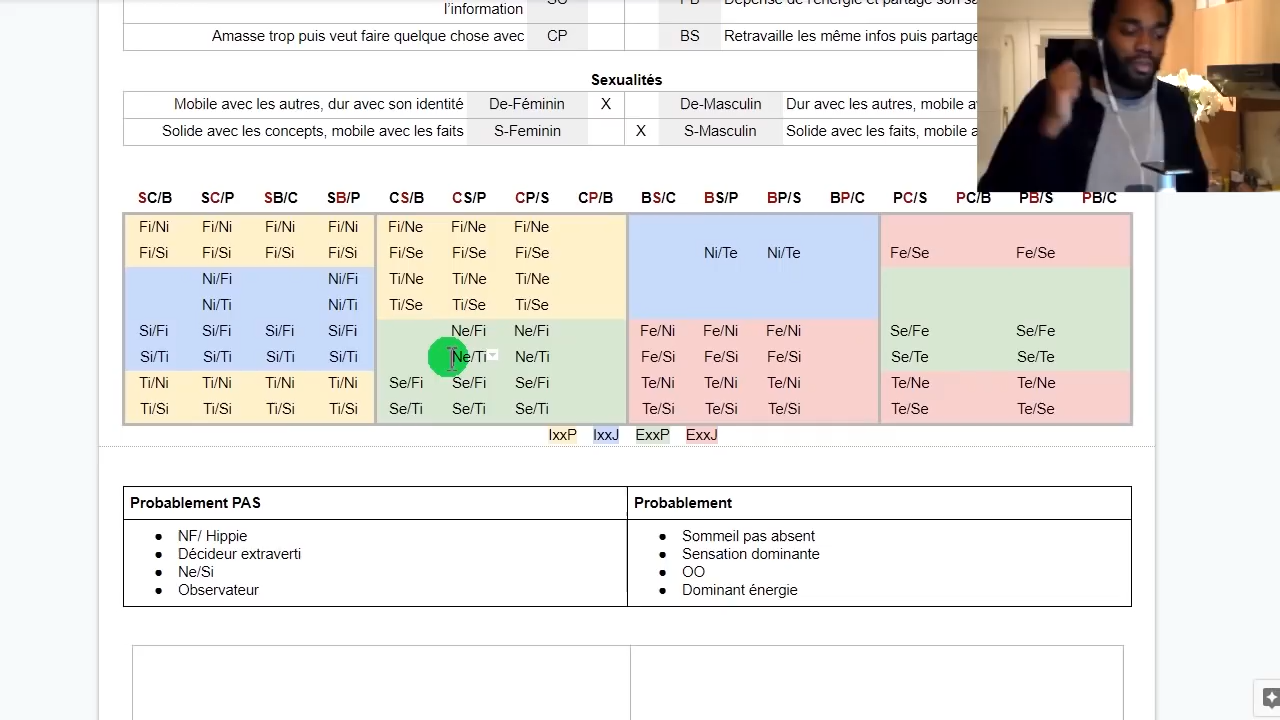 l'information SC PB Dépense de l'énergie et partage son sa
Amasse trop puis veut faire quelque chose avec CP BS Retravaille les même infos puis partage
Sexualités
Mobile avec les autres, dur avec son identité De-Féminin X De-Masculin Dur avec les autres, mobile a
Solide avec les concepts, mobile avec les faits S-Feminin X S-Masculin Solide avec les faits, mobile a
SC/B SC/P SB/C SB/P CS/B CS/P CP/S CP/B BS/C BS/P BP/S BP/C PC/S PC/B PB/S PB/C
Fi/Ni Fi/Ni Fi/Ni Fi/Ni Fi/Ne Fi/Ne Fi/Ne
Fi/Si Fi/Si Fi/Si Fi/Si Fi/Se Fi/Se Fi/Se Ni/Te Ni/Te Fe/Se Fe/Se
Ni/Fi Ni/Fi Ti/Ne Ti/Ne Ti/Ne
Ni/Ti Ni/Ti Ti/Se Ti/Se Ti/Se
Si/Fi Si/Fi Si/Fi Si/Fi Ne/Fi Ne/Fi Fe/Ni Fe/Ni Fe/Ni Se/Fe Se/Fe
Si/Ti Si/Ti Si/Ti Si/Ti Ne/Ti Ne/Ti Fe/Si Fe/Si Fe/Si Se/Te Se/Te
Ti/Ni Ti/Ni Ti/Ni Ti/Ni Se/Fi Se/Fi Se/Fi Te/Ni Te/Ni Te/Ni Te/Ne Te/Ne
Ti/Si Ti/Si Ti/Si Ti/Si Se/Ti Se/Ti Se/Ti Te/Si Te/Si Te/Si Te/Se Te/Se
IxxP IxxJ ExxP ExxJ
Probablement PAS
● NF/ Hippie
● Décideur extraverti
● Ne/Si
● Observateur
Probablement
● Sommeil pas absent
● Sensation dominante
● OO
● Dominant énergie